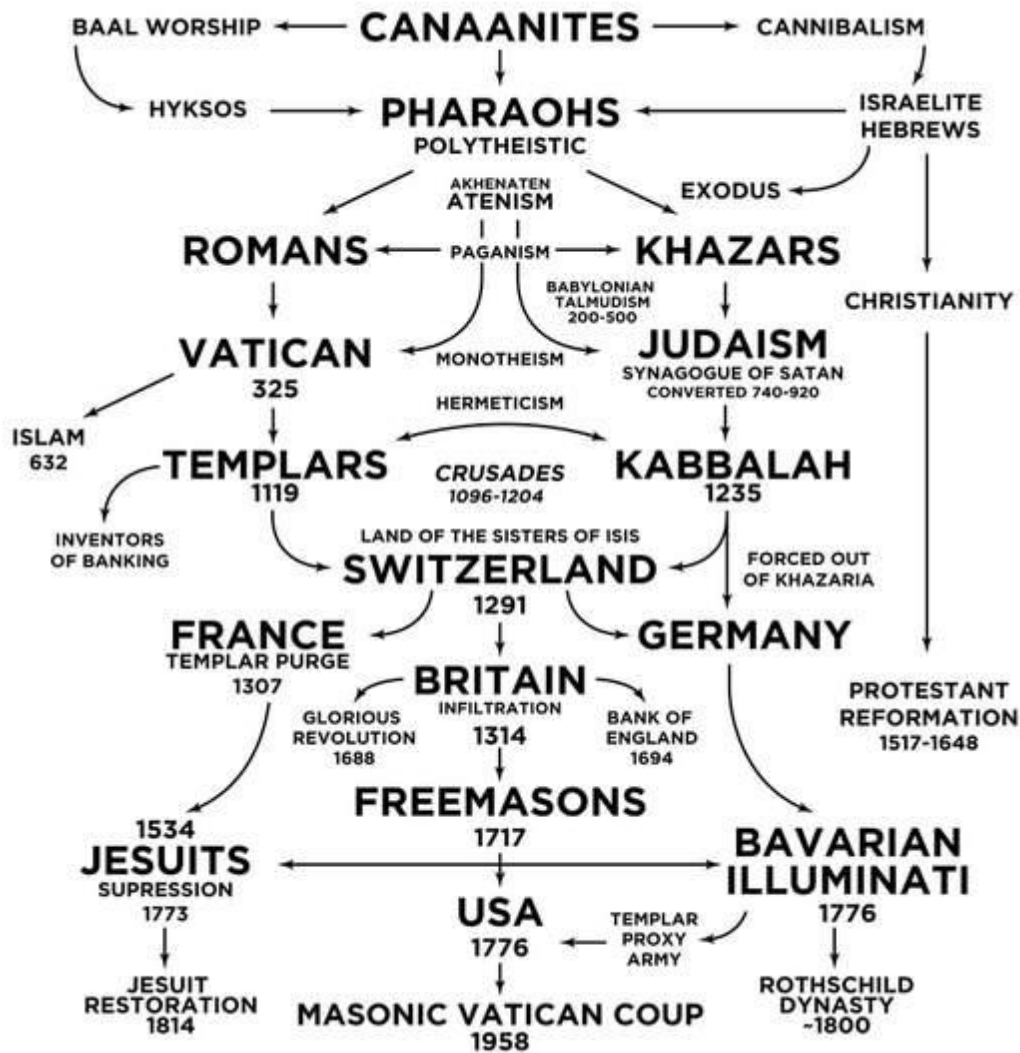 BAAL WORSHIP
CANAANITES
CANNIBALISM
HYKSOS
PHARAOHS
POLYTHEISTIC
ISRAELITE
HEBREWS
AKHENATEN
ATENISM
EXODUS
ROMANS
PAGANISM
KHAZARS
BABYLONIAN
TALMUDISM
200-500
CHRISTIANITY
VATICAN
325
MONOTHEISM
JUDAISM
SYNAGOGUE OF SATAN
CONVERTED 740-920
HERMETICISM
ISLAM
632
TEMPLARS
1119
CRUSADES
1096-1204
KABBALAH
1235
INVENTORS
OF BANKING
LAND OF THE SISTERS OF ISIS
SWITZERLAND
1291
FORCED OUT
OF KHAZARIA
FRANCE
TEMPLAR PURGE
1307
GERMANY
BRITAIN
INFILTRATION
1314
GLORIOUS
REVOLUTION
1688
BANK OF
ENGLAND
1694
PROTESTANT
REFORMATION
1517-1648
FREEMASONS
1717
1534
JESUITS
SUPRESSION
1773
BAVARIAN
ILLUMINATI
1776
USA
1776
TEMPLAR
PROXY
ARMY
JESUIT
RESTORATION
1814
MASONIC VATICAN COUP
1958
ROTHSCHILD
DYNASTY
~1800